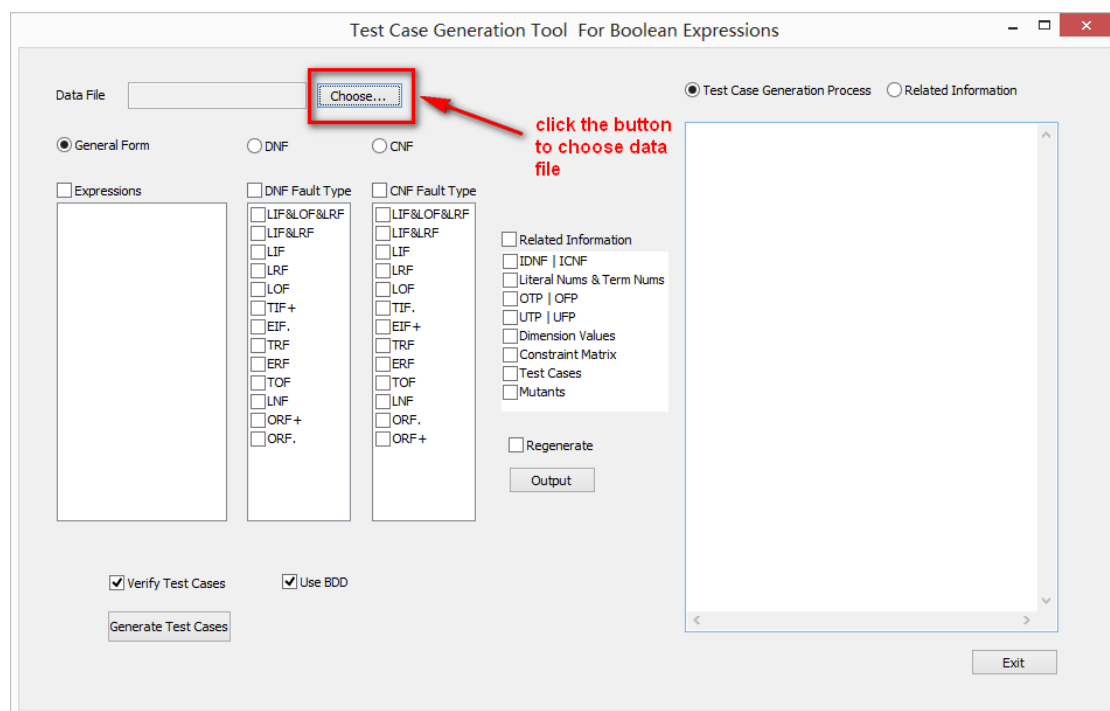 Test Case Generation Tool For Boolean Expressions
Data File
Choose...
Test Case Generation Process
Related Information
click the button
to choose data
file
General Form
DNF
CNF
Expressions
DNF Fault Type
CNF Fault Type
LIF&LOF&LRF
LIF&LRF
LIF
LRF
LOF
TIF+
EIF.
TRF
ERF
TOF
LNF
ORF+
ORF.
LIF&LOF&LRF
LIF&LRF
LIF
LRF
LOF
TIF.
EIF+
TRF
ERF
TOF
LNF
ORF.
ORF+
Related Information
IDNF | ICNF
Literal Nums & Term Nums
OTP | OFP
UTP | UFP
Dimension Values
Constraint Matrix
Test Cases
Mutants
Regenerate
Output
Verify Test Cases
Use BDD
Generate Test Cases
Exit